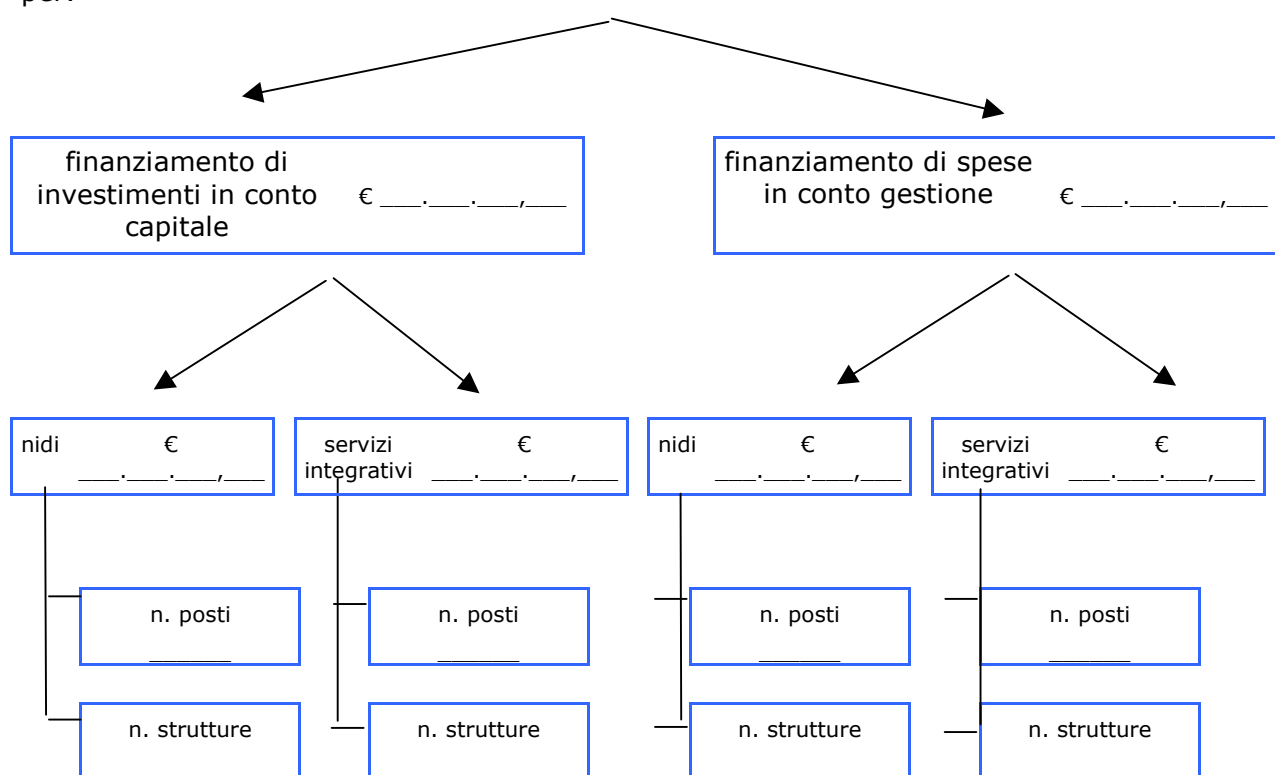 per:
finanziamento di
investimenti in conto
capitale
€ ___.___.___,___
finanziamento di spese
in conto gestione
€ ___.___.___,___
nidi €
___.___.___,___
servizi €
integrativi ___.___.___,___
nidi €
___.___.___,___
servizi €
integrativi ___.___.___,___
n. posti
______
n. posti
______
n. posti
______
n. posti
______
n. strutture
n. strutture
n. strutture
n. strutture